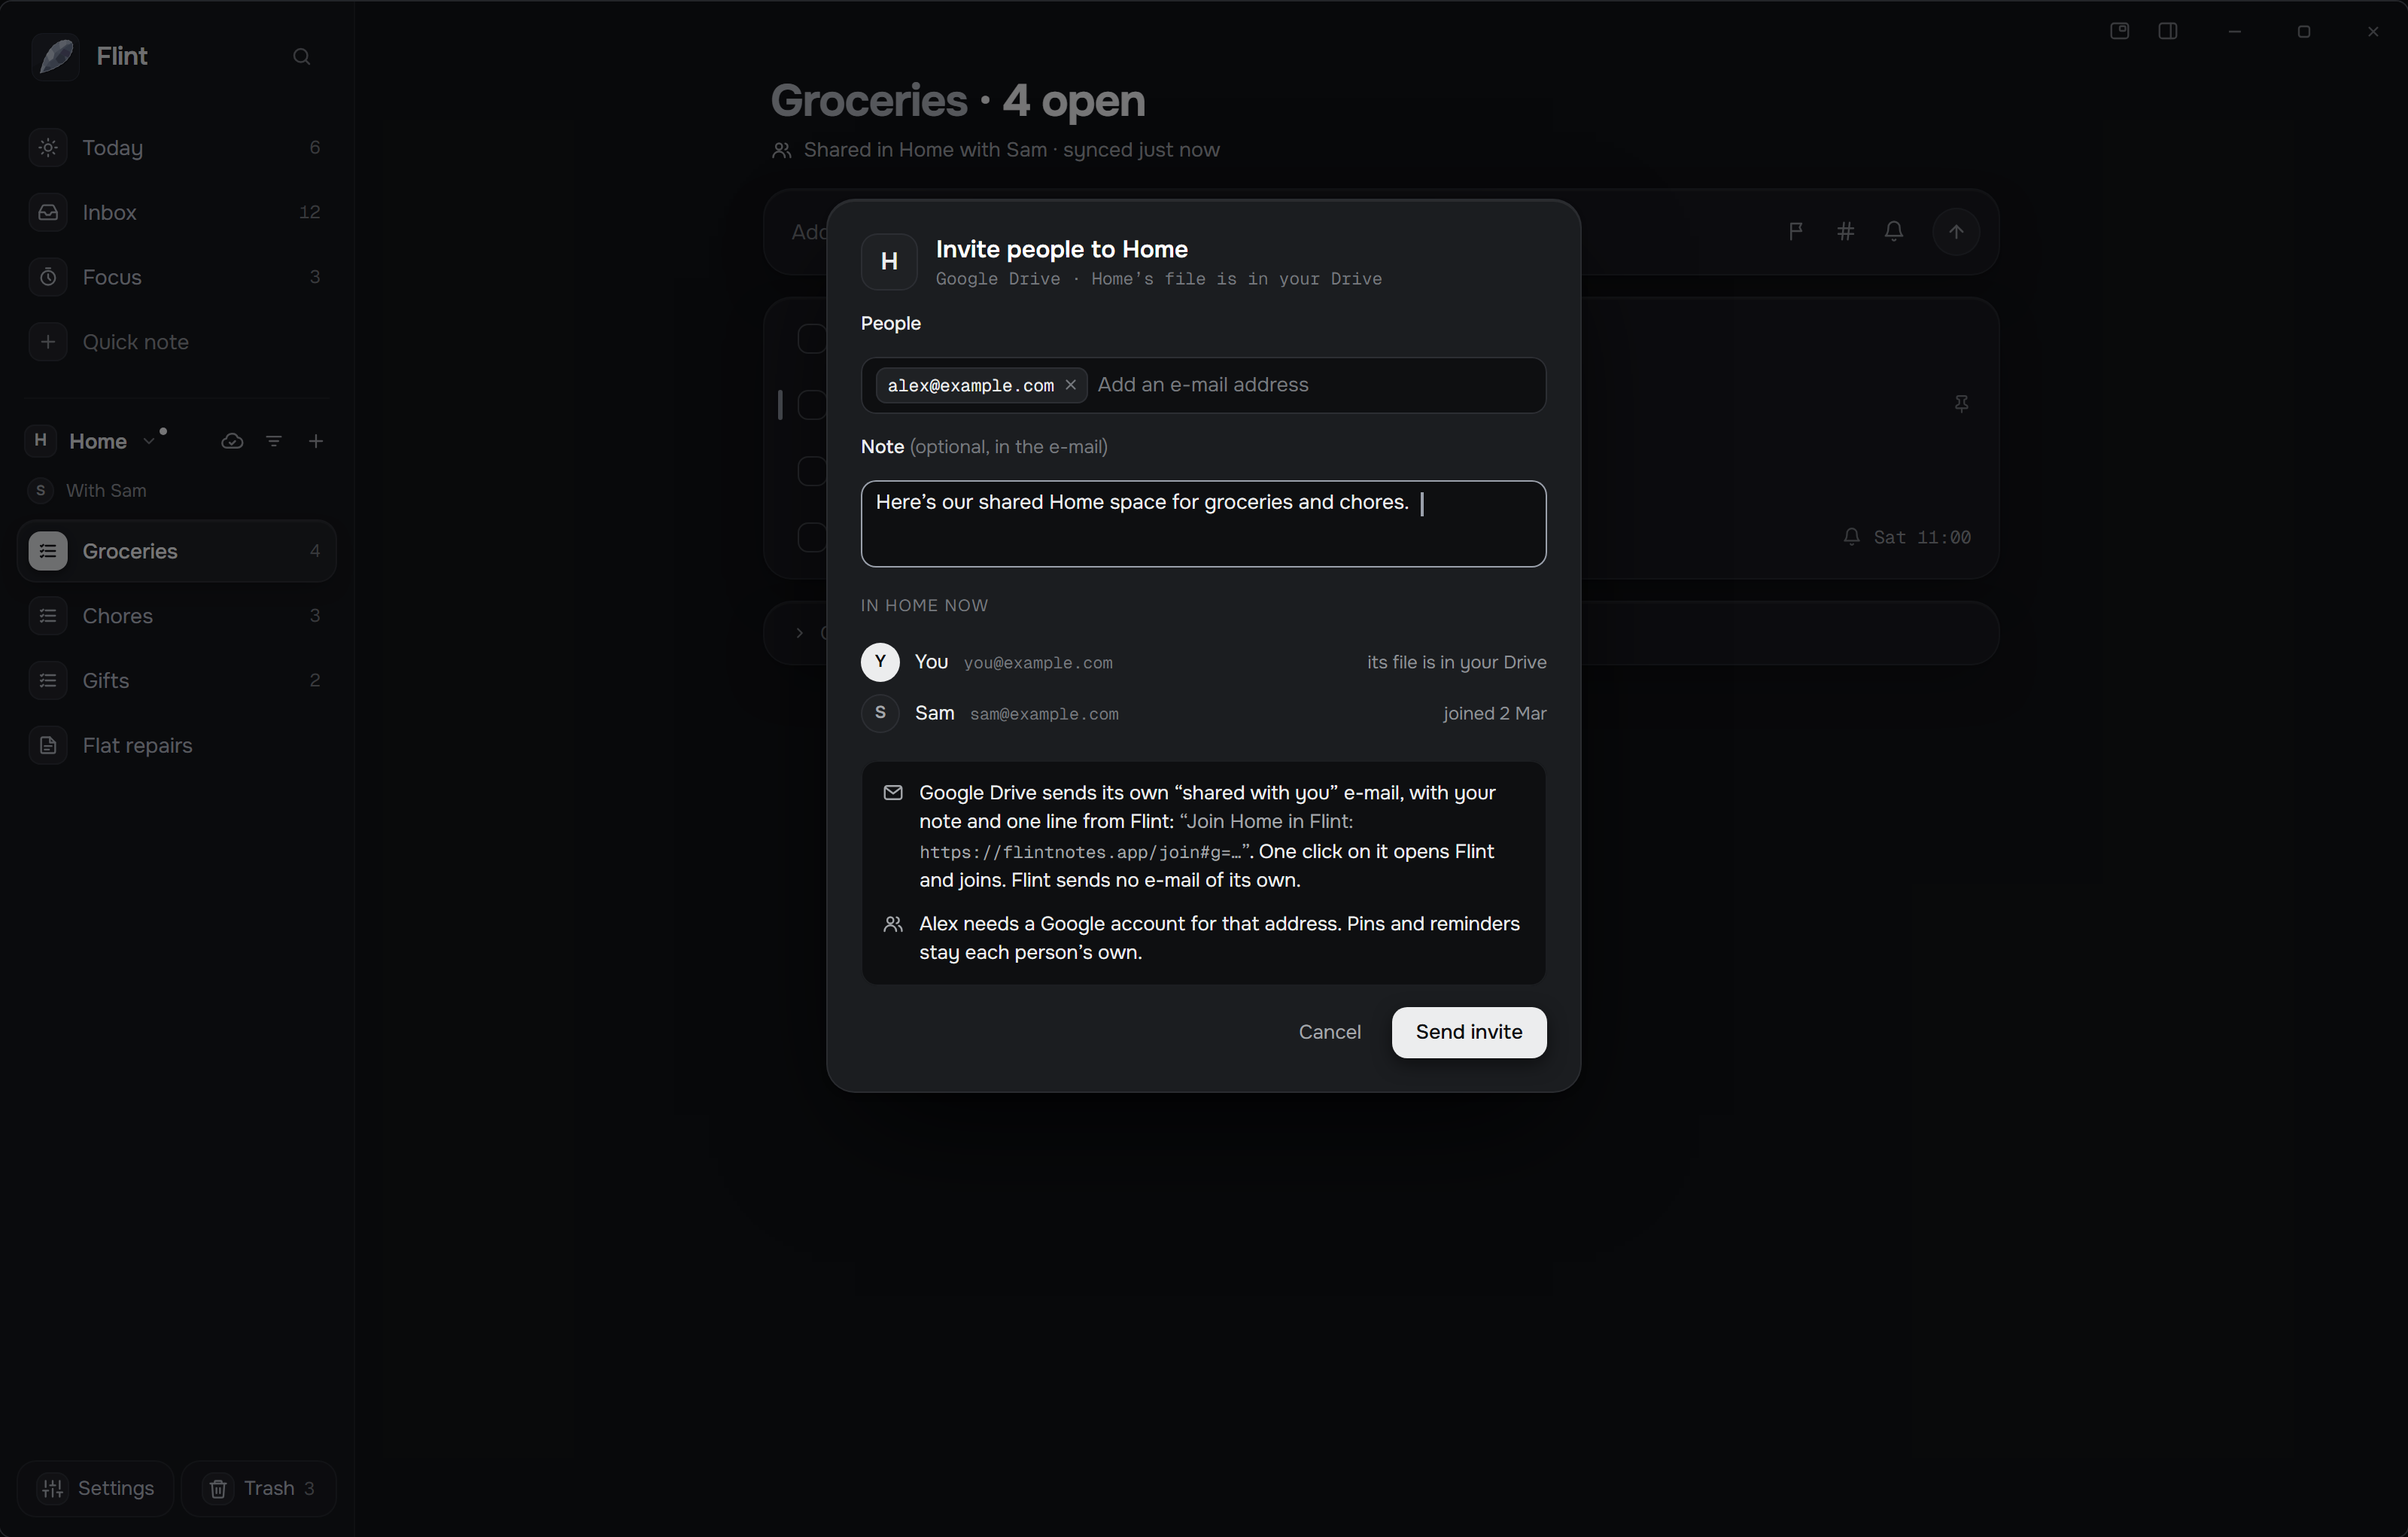 Flint
Today 6
Inbox 12
Focus 3
Quick note
H Home
S With Sam
Groceries 4
Chores 3
Gifts 2
Flat repairs
Settings
Trash 3
Groceries · 4 open
Shared in Home with Sam · synced just now
Sat 11:00
H
Invite people to Home
Google Drive · Home’s file is in your Drive
People
alex@example.com × Add an e-mail address
Note (optional, in the e-mail)
Here’s our shared Home space for groceries and chores.
IN HOME NOW
Y You you@example.com its file is in your Drive
S Sam sam@example.com joined 2 Mar
Google Drive sends its own “shared with you” e-mail, with your
note and one line from Flint: “Join Home in Flint:
https://flintnotes.app/join#g=…”. One click on it opens Flint
and joins. Flint sends no e-mail of its own.
Alex needs a Google account for that address. Pins and reminders
stay each person’s own.
Cancel
Send invite